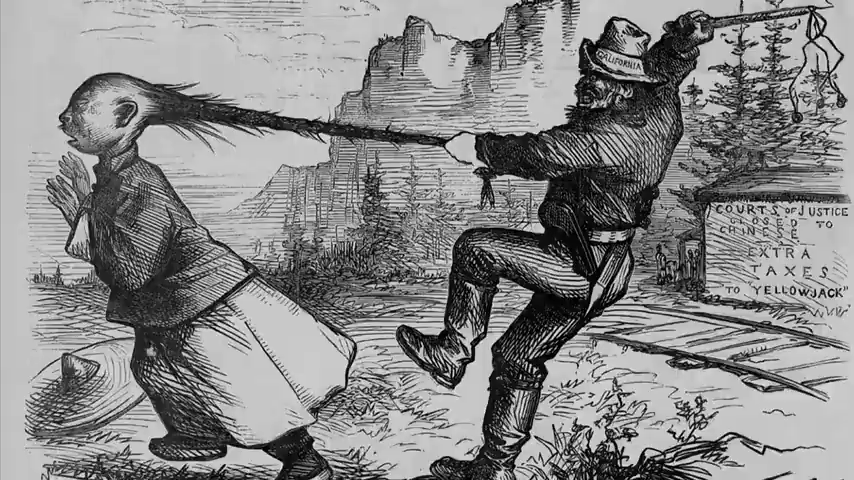 CALIFORNIA
COURTS OF JUSTICE
CLOSED TO
CHINESE
EXTRA
TAXES
TO "YELLOWJACK"